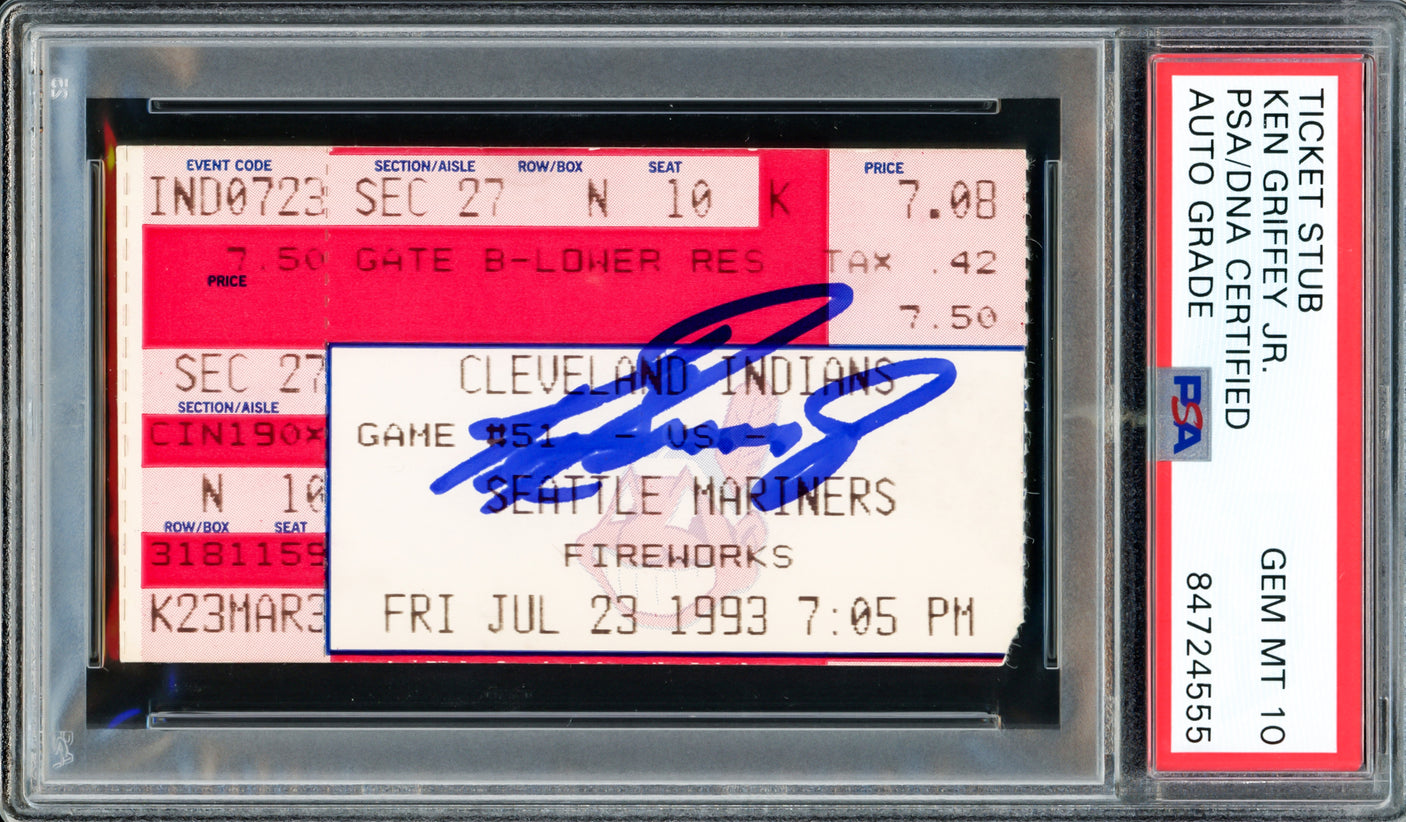 EVENT CODE SECTION/AISLE ROW/BOX SEAT PRICE
IND0723 SEC 27 N 10 K 7.08
7.50 GATE B-LOWER RES TAX .42
PRICE
7.50
SEC 27 CLEVELAND INDIANS
SECTION/AISLE
CIN190X GAME #51 - VS. -
N 10 SEATTLE MARINERS
ROW/BOX SEAT
3181159 FIREWORKS
K23MAR3 FRI JUL 23 1993 7:05 PM
TICKET STUB
KEN GRIFFEY JR.
PSA/DNA CERTIFIED GEM MT 10
AUTO GRADE 84724555
PSA